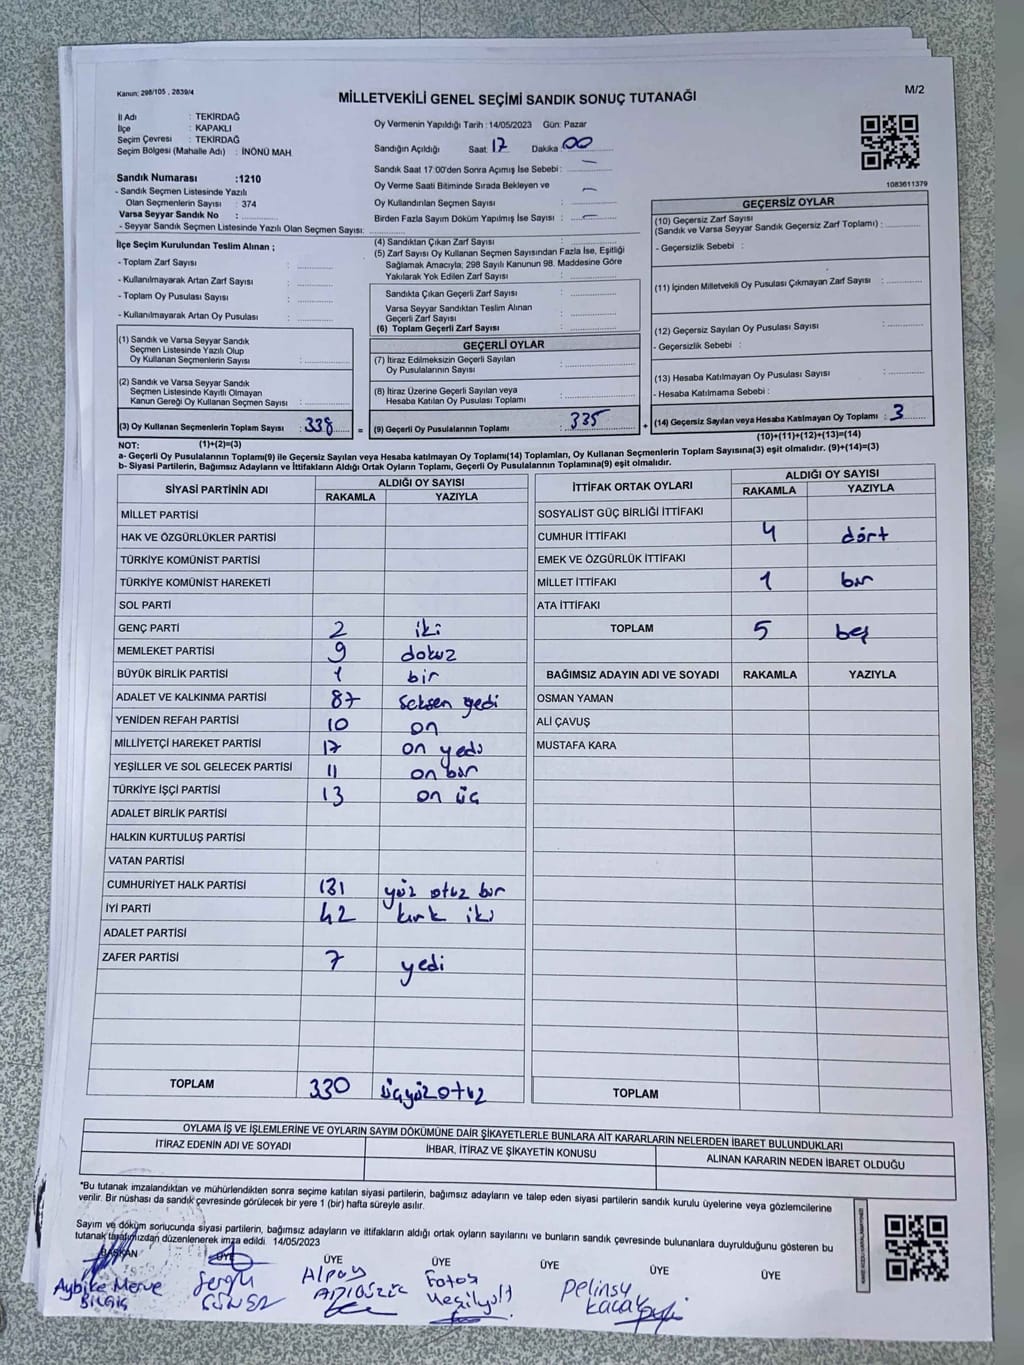 Kanun: 298/105 , 2839/4
M/2
MİLLETVEKİLİ GENEL SEÇİMİ SANDIK SONUÇ TUTANAĞI
İl Adı : TEKİRDAĞ
İlçe : KAPAKLI
Seçim Çevresi : TEKİRDAĞ
Seçim Bölgesi (Mahalle Adı) : İNÖNÜ MAH.
Sandık Numarası :1210
- Sandık Seçmen Listesinde Yazılı
Olan Seçmenlerin Sayısı : 374
Varsa Seyyar Sandık No :
- Seyyar Sandık Seçmen Listesinde Yazılı Olan Seçmen Sayısı:
Oy Vermenin Yapıldığı Tarih :14/05/2023 Gün: Pazar
Sandığın Açıldığı Saat 17 Dakika 00
Sandık Saat 17:00'den Sonra Açımış İse Sebebi : —
Oy Verme Saati Bitiminde Sırada Bekleyen ve
Oy Kullandırılan Seçmen Sayısı : —
Birden Fazla Sayım Döküm Yapılmış İse Sayısı : —
1083611379
İlçe Seçim Kurulundan Teslim Alınan ;
- Toplam Zarf Sayısı :
- Kullanılmayarak Artan Zarf Sayısı :
- Toplam Oy Pusulası Sayısı :
- Kullanılmayarak Artan Oy Pusulası :
(1) Sandık ve Varsa Seyyar Sandık
Seçmen Listesinde Yazılı Olup
Oy Kullanan Seçmenlerin Sayısı :
(2) Sandık ve Varsa Seyyar Sandık
Seçmen Listesinde Kayıtlı Olmayan
Kanun Gereği Oy Kullanan Seçmen Sayısı :
(3) Oy Kullanan Seçmenlerin Toplam Sayısı : 338 =
(4) Sandıktan Çıkan Zarf Sayısı :
(5) Zarf Sayısı Oy Kullanan Seçmen Sayısından Fazla İse, Eşitliği
Sağlamak Amacıyla; 298 Sayılı Kanunun 98. Maddesine Göre
Yakılarak Yok Edilen Zarf Sayısı :
Sandıkta Çıkan Geçerli Zarf Sayısı :
Varsa Seyyar Sandıktan Teslim Alınan
Geçerli Zarf Sayısı :
(6) Toplam Geçerli Zarf Sayısı :
GEÇERLİ OYLAR
(7) İtiraz Edilmeksizin Geçerli Sayılan
Oy Pusulalarının Sayısı :
(8) İtiraz Üzerine Geçerli Sayılan veya
Hesaba Katılan Oy Pusulası Toplamı :
(9) Geçerli Oy Pusulalarının Toplamı : 335 +
GEÇERSİZ OYLAR
(10) Geçersiz Zarf Sayısı
(Sandık ve Varsa Seyyar Sandık Geçersiz Zarf Toplamı) :
- Geçersizlik Sebebi :
(11) İçinden Milletvekili Oy Pusulası Çıkmayan Zarf Sayısı :
(12) Geçersiz Sayılan Oy Pusulası Sayısı :
- Geçersizlik Sebebi :
(13) Hesaba Katılmayan Oy Pusulası Sayısı :
- Hesaba Katılmama Sebebi :
(14) Geçersiz Sayılan veya Hesaba Katılmayan Oy Toplamı : 3
NOT: (1)+(2)=(3)
(10)+(11)+(12)+(13)=(14)
a- Geçerli Oy Pusulalarının Toplamı(9) ile Geçersiz Sayılan veya Hesaba katılmayan Oy Toplamı(14) Toplamları, Oy Kullanan Seçmenlerin Toplam Sayısına(3) eşit olmalıdır. (9)+(14)=(3)
b- Siyasi Partilerin, Bağımsız Adayların ve İttifakların Aldığı Ortak Oyların Toplamı, Geçerli Oy Pusulalarının Toplamına(9) eşit olmalıdır.
SİYASİ PARTİNİN ADI
ALDIĞI OY SAYISI
RAKAMLA YAZIYLA
MİLLET PARTİSİ
HAK VE ÖZGÜRLÜKLER PARTİSİ
TÜRKİYE KOMÜNİST PARTİSİ
TÜRKİYE KOMÜNİST HAREKETİ
SOL PARTİ
GENÇ PARTİ 2 iki
MEMLEKET PARTİSİ 9 dokuz
BÜYÜK BİRLİK PARTİSİ 1 bir
ADALET VE KALKINMA PARTİSİ 87 seksen yedi
YENİDEN REFAH PARTİSİ 10 on
MİLLİYETÇİ HAREKET PARTİSİ 17 on yedi
YEŞİLLER VE SOL GELECEK PARTİSİ 11 on bir
TÜRKİYE İŞÇİ PARTİSİ 13 on üç
ADALET BİRLİK PARTİSİ
HALKIN KURTULUŞ PARTİSİ
VATAN PARTİSİ
CUMHURİYET HALK PARTİSİ 131 yüz otuz bir
İYİ PARTİ 42 kırk iki
ADALET PARTİSİ
ZAFER PARTİSİ 7 yedi
TOPLAM 330 üçyüzotuz
İTTİFAK ORTAK OYLARI
ALDIĞI OY SAYISI
RAKAMLA YAZIYLA
SOSYALİST GÜÇ BİRLİĞİ İTTİFAKI
CUMHUR İTTİFAKI 4 dört
EMEK VE ÖZGÜRLÜK İTTİFAKI
MİLLET İTTİFAKI 1 bir
ATA İTTİFAKI
TOPLAM 5 beş
BAĞIMSIZ ADAYIN ADI VE SOYADI RAKAMLA YAZIYLA
OSMAN YAMAN
ALİ ÇAVUŞ
MUSTAFA KARA
TOPLAM
OYLAMA İŞ VE İŞLEMLERİNE VE OYLARIN SAYIM DÖKÜMÜNE DAİR ŞİKAYETLERLE BUNLARA AİT KARARLARIN NELERDEN İBARET BULUNDUKLARI
İTİRAZ EDENİN ADI VE SOYADI İHBAR, İTİRAZ VE ŞİKAYETİN KONUSU ALINAN KARARIN NEDEN İBARET OLDUĞU
"Bu tutanak imzalandıktan ve mühürlendikten sonra seçime katılan siyasi partilerin, bağımsız adayların ve talep eden siyasi partilerin sandık kurulu üyelerine veya gözlemcilerine
verilir. Bir nüshası da sandık çevresinde görülecek bir yere 1 (bir) hafta süreyle asılır.
Sayım ve döküm sonucunda siyasi partilerin, bağımsız adayların ve ittifakların aldığı ortak oyların sayılarını ve bunların sandık çevresinde bulunanlara duyrulduğunu gösteren bu
tutanak tarafımızdan düzenlenerek imza edildi. 14/05/2023
BAŞKAN ÜYE ÜYE ÜYE ÜYE ÜYE ÜYE
Aybike Merve
BİLGİÇ
Alpay
Fatoş
Yeşilyurt
Pelinsu